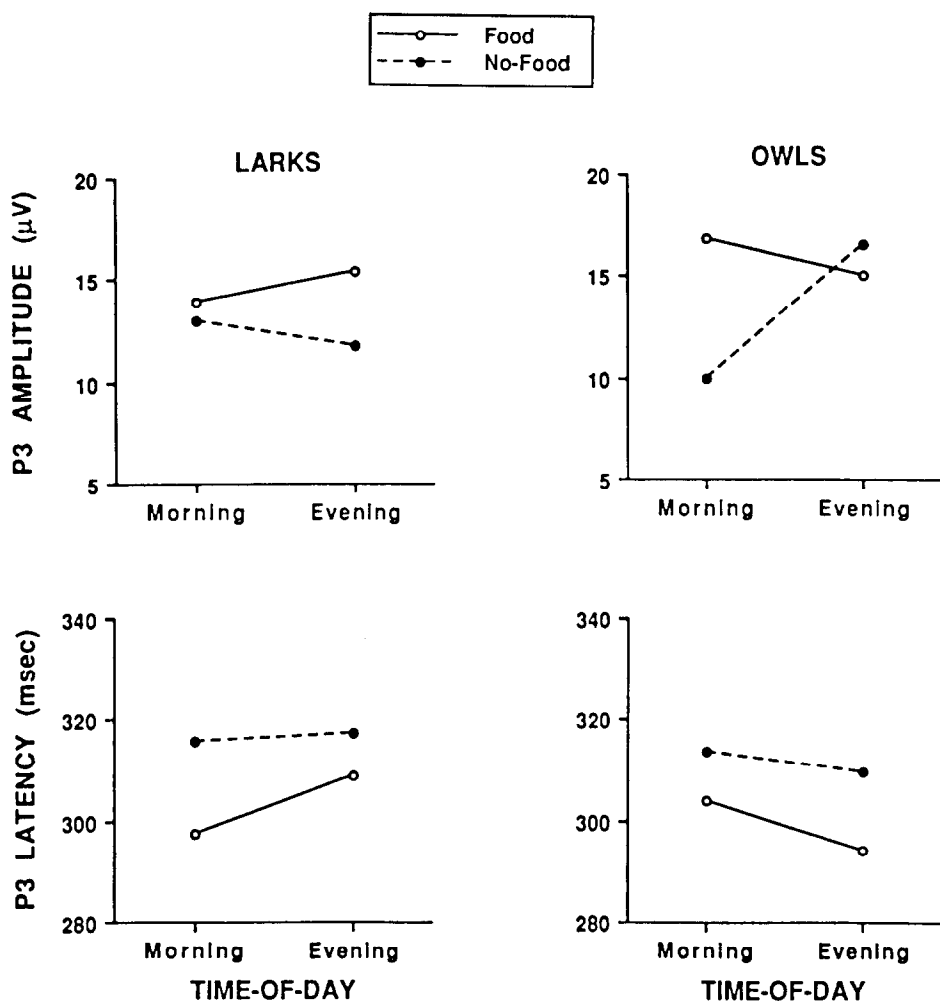 Food
No-Food
LARKS
OWLS
P3 AMPLITUDE (µV)
20
15
10
5
Morning Evening
20
15
10
5
Morning Evening
P3 LATENCY (msec)
340
320
300
280
Morning Evening
TIME-OF-DAY
340
320
300
280
Morning Evening
TIME-OF-DAY